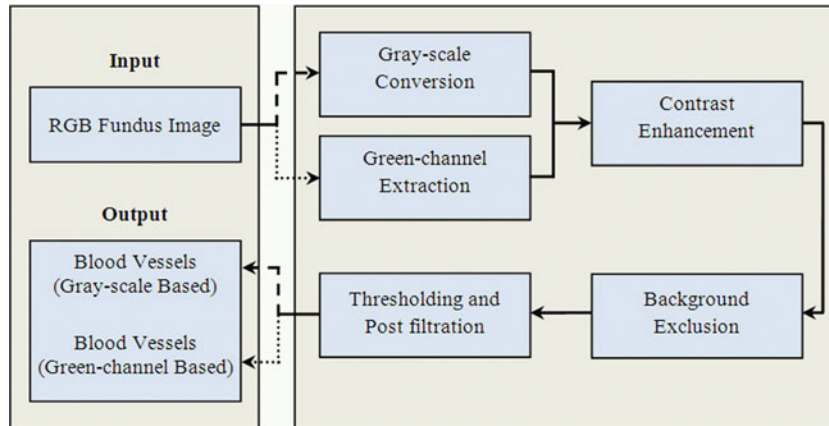 Input
RGB Fundus Image
Output
Blood Vessels
(Gray-scale Based)
Blood Vessels
(Green-channel Based)
Gray-scale
Conversion
Green-channel
Extraction
Contrast
Enhancement
Thresholding and
Post filtration
Background
Exclusion